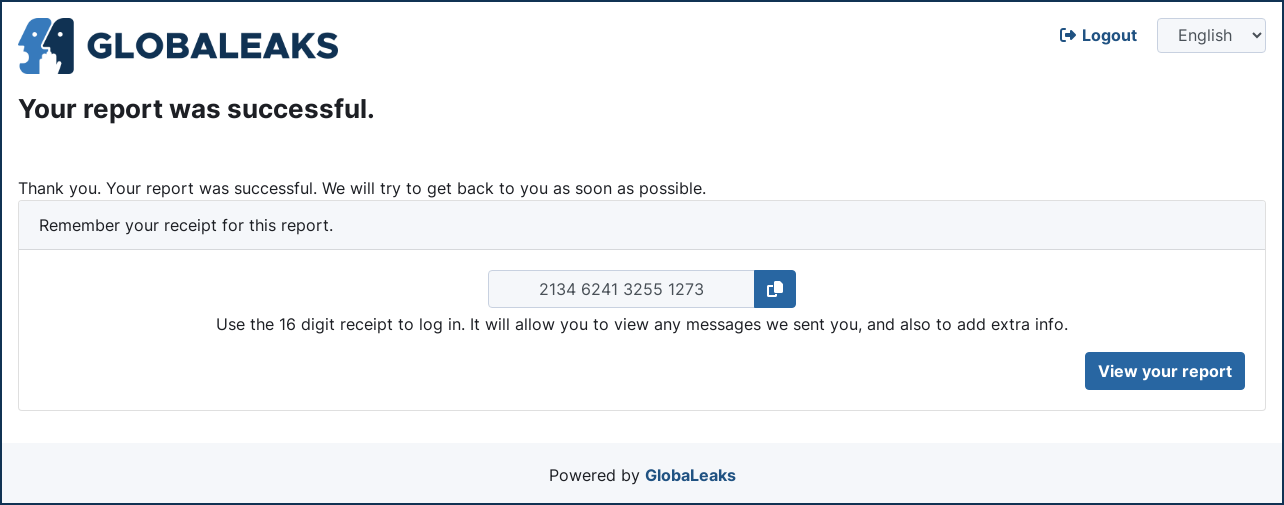 GLOBALEAKS
Logout
English
Your report was successful.
Thank you. Your report was successful. We will try to get back to you as soon as possible.
Remember your receipt for this report.
2134 6241 3255 1273
Use the 16 digit receipt to log in. It will allow you to view any messages we sent you, and also to add extra info.
View your report
Powered by GlobaLeaks